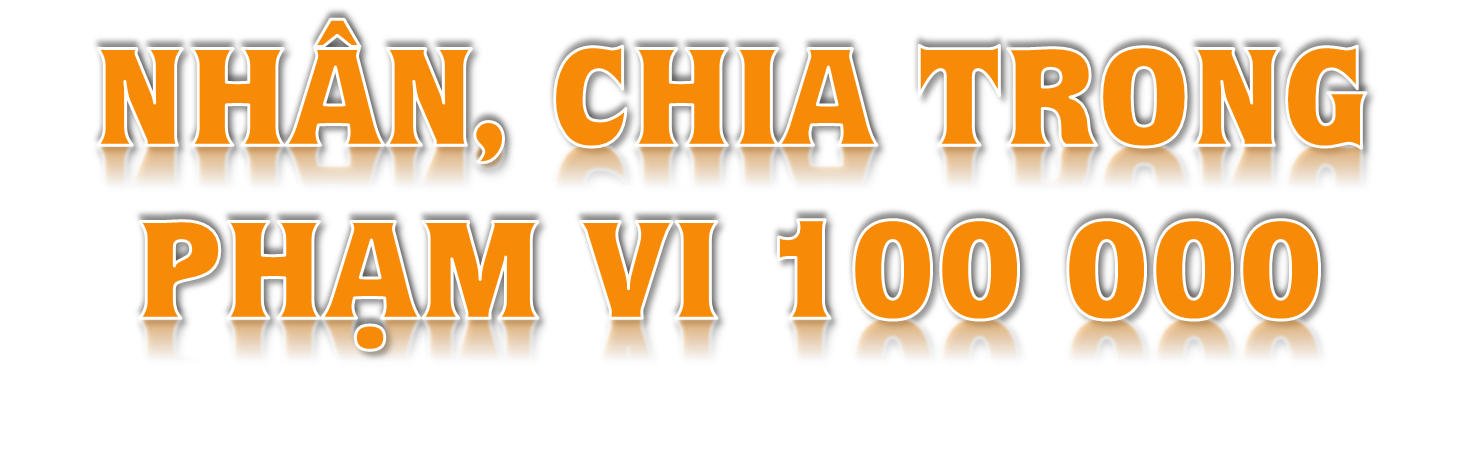 NHÂN, CHIA TRONG
PHẠM VI 100 000